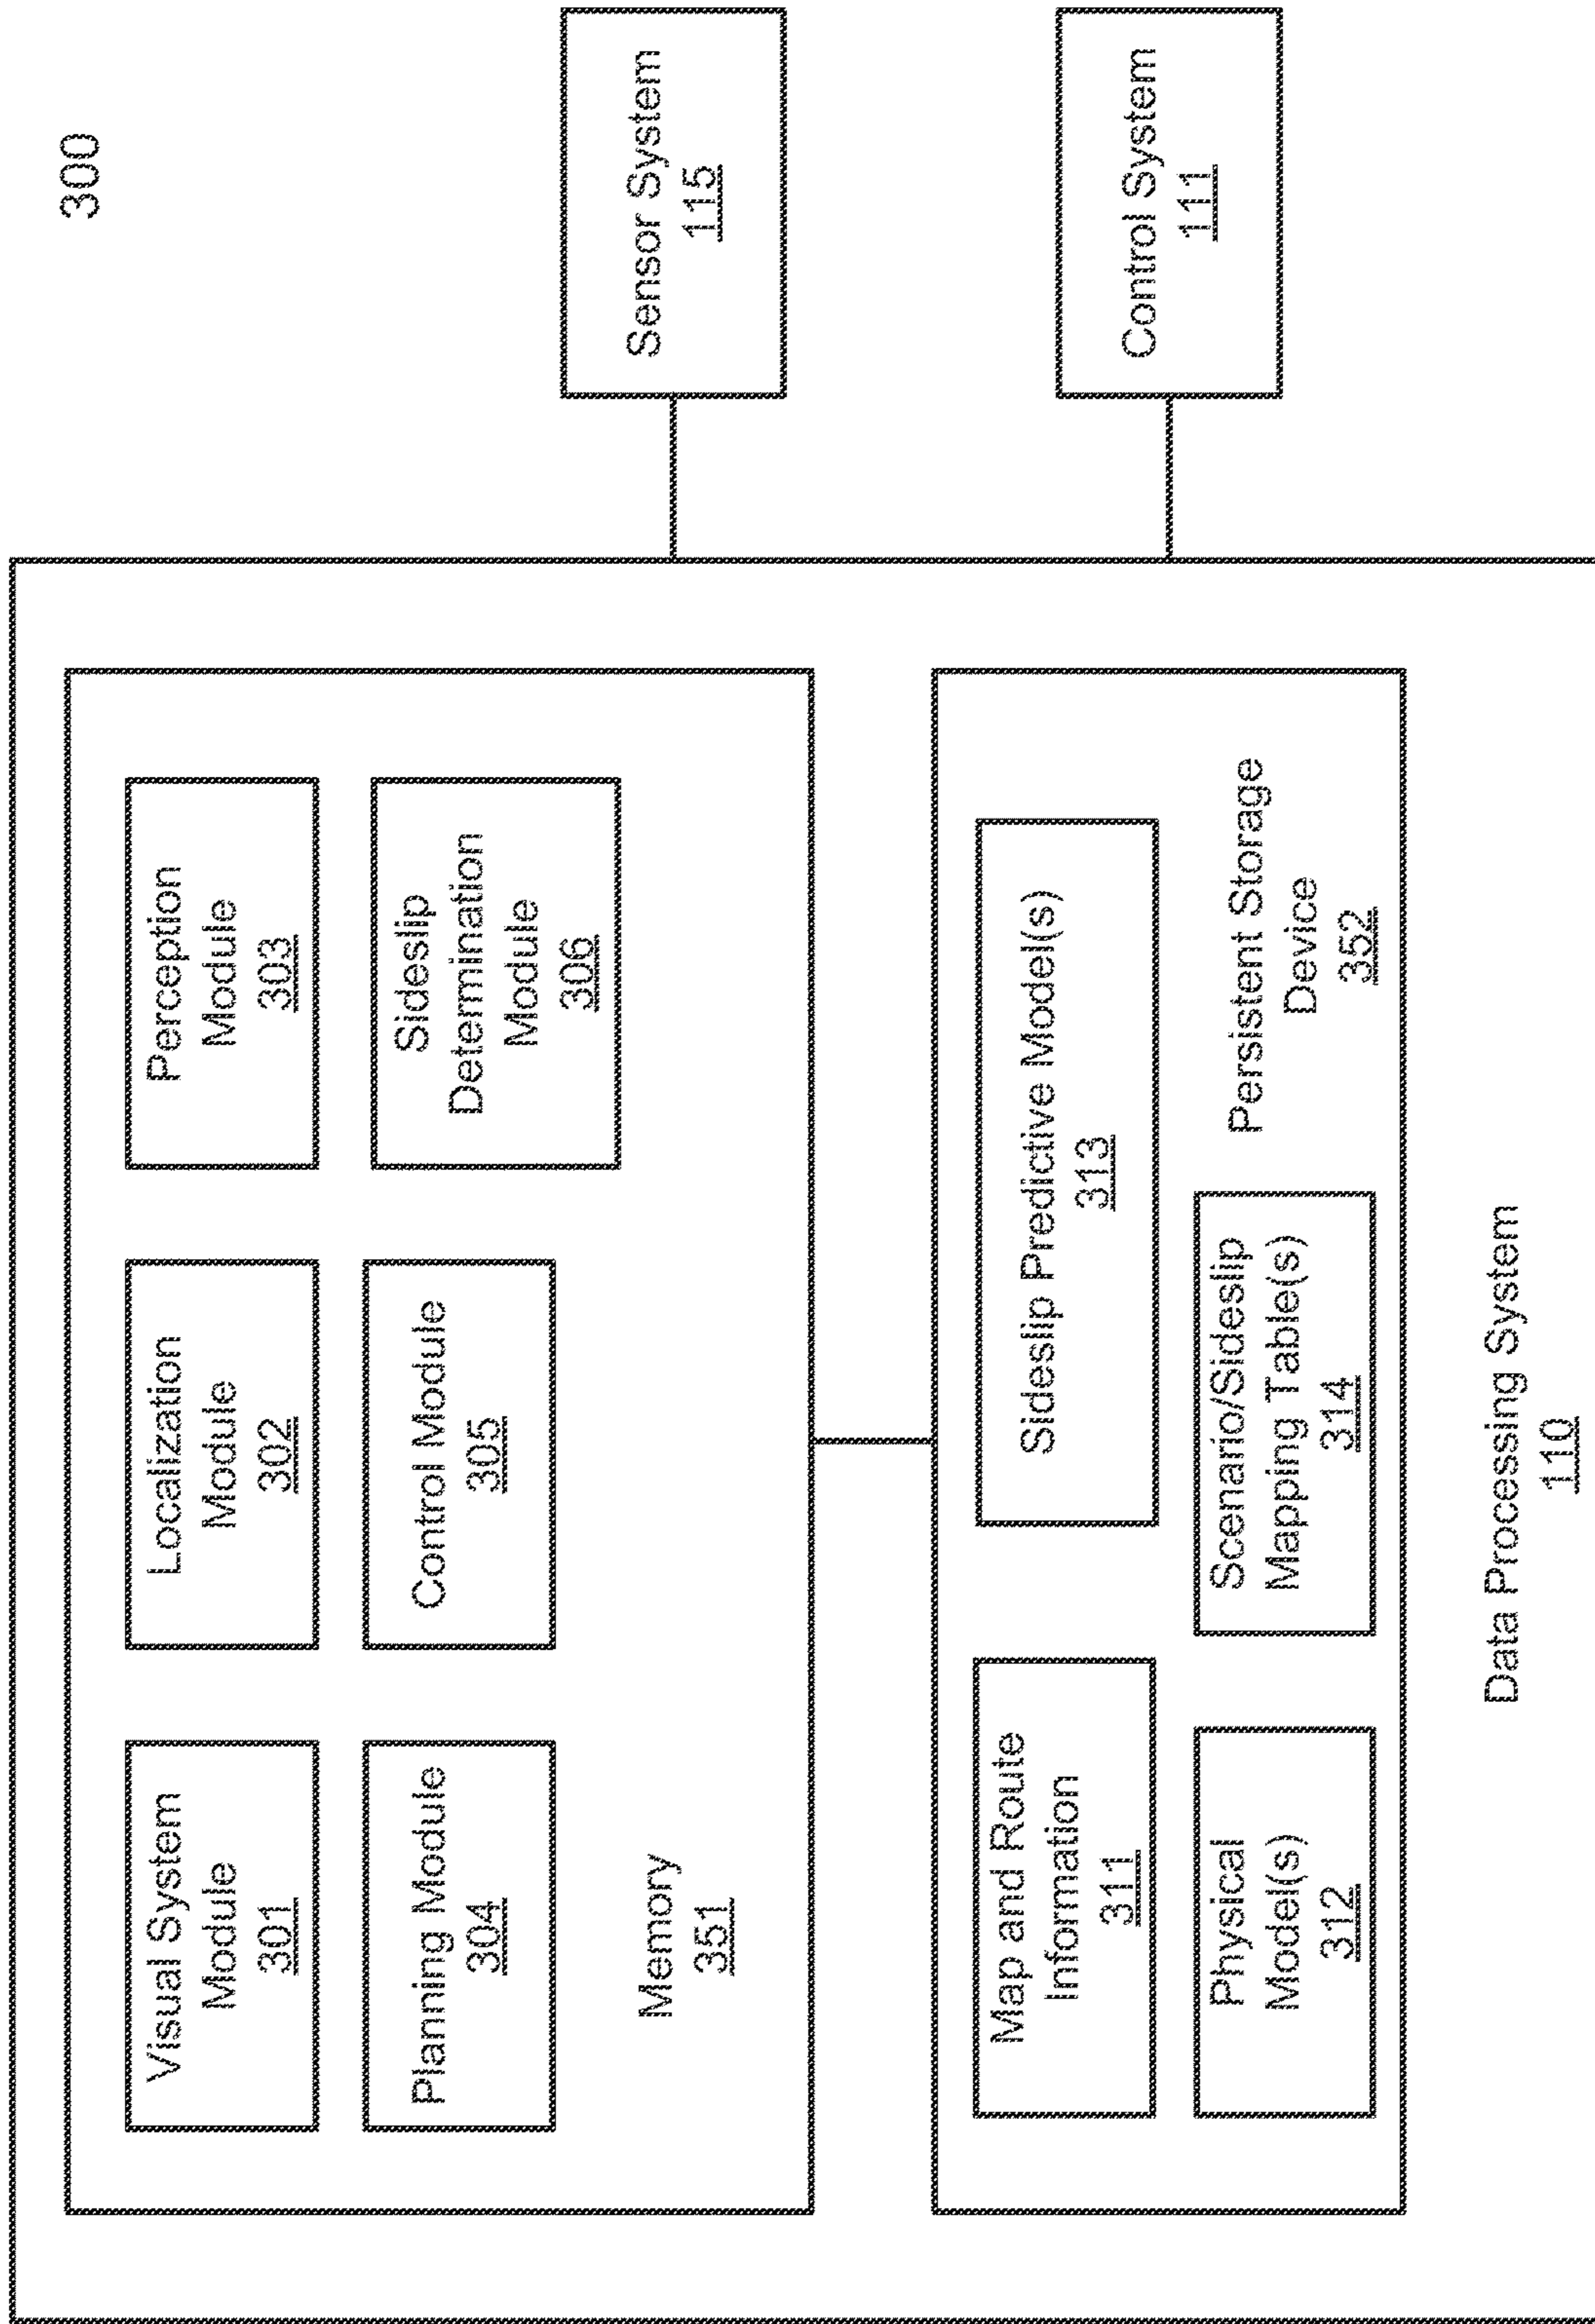 300
Visual System
Module
301
Localization
Module
302
Perception
Module
303
Planning Module
304
Control Module
305
Sideslip
Determination
Module
306
Memory
351
Sensor System
115
Map and Route
Information
311
Sideslip Predictive Model(s)
313
Physical
Model(s)
312
Scenario/Sideslip
Mapping Table(s)
314
Persistent Storage
Device
352
Control System
111
Data Processing System
110